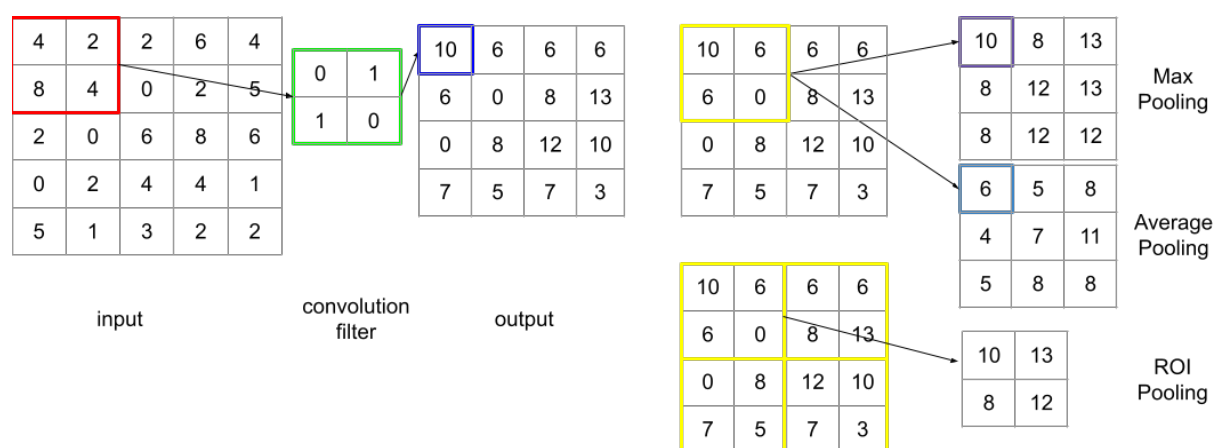 4 2 2 6 4
8 4 0 2 5
2 0 6 8 6
0 2 4 4 1
5 1 3 2 2
input
0 1
1 0
convolution
filter
10 6 6 6
6 0 8 13
0 8 12 10
7 5 7 3
output
10 6 6 6
6 0 8 13
0 8 12 10
7 5 7 3
10 8 13
8 12 13
8 12 12
Max
Pooling
6 5 8
4 7 11
5 8 8
Average
Pooling
10 6 6 6
6 0 8 13
0 8 12 10
7 5 7 3
10 13
8 12
ROI
Pooling